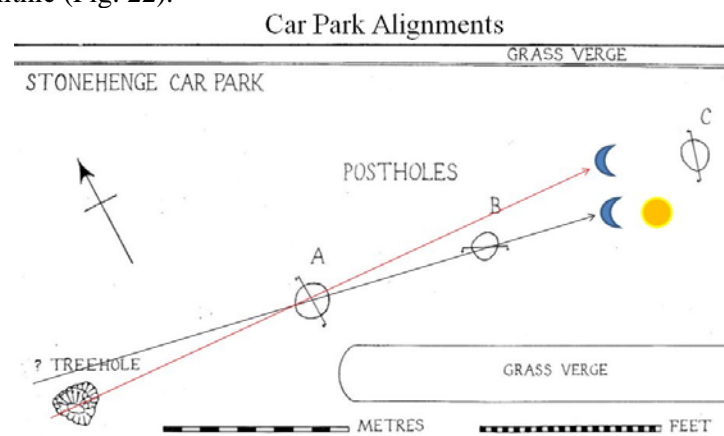 Car Park Alignments
GRASS VERGE
STONEHENGE CAR PARK
C
POSTHOLES
B
A
? TREEHOLE
GRASS VERGE
METRES
FEET